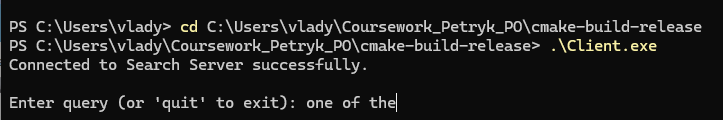 PS C:\Users\vlady> cd C:\Users\vlady\Coursework_Petryk_PO\cmake-build-release
PS C:\Users\vlady\Coursework_Petryk_PO\cmake-build-release> .\Client.exe
Connected to Search Server successfully.
Enter query (or 'quit' to exit): one of the